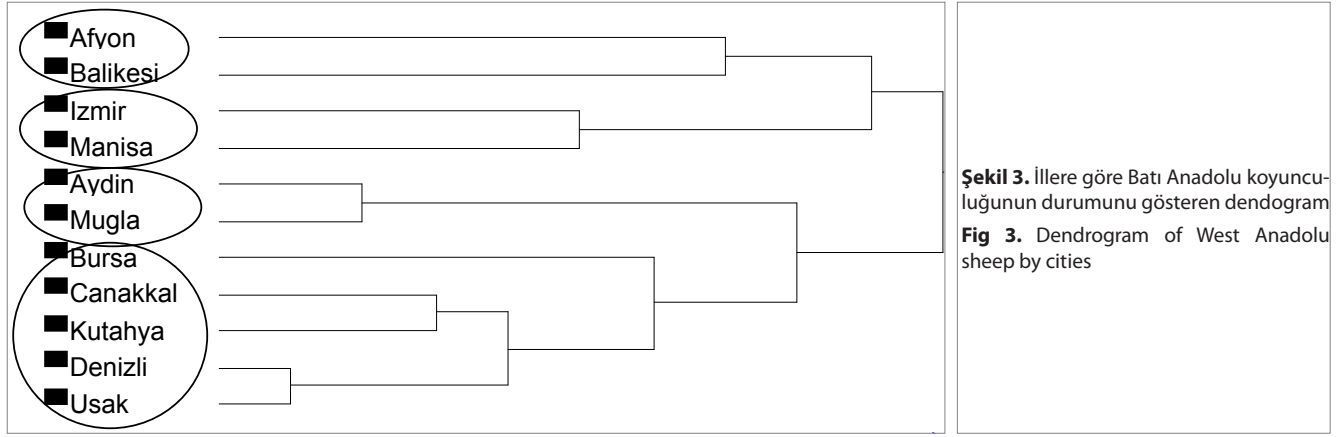 Afyon
Balikesi
Izmir
Manisa
Aydin
Mugla
Bursa
Canakkal
Kutahya
Denizli
Usak
Şekil 3. İllere göre Batı Anadolu koyuncu-
luğunun durumunu gösteren dendogram
Fig 3. Dendrogram of West Anadolu
sheep by cities